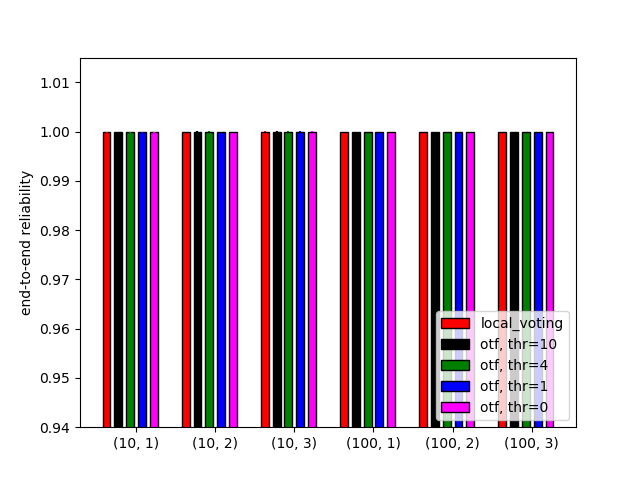 1.01
1.00
0.99
0.98
0.97
0.96
0.95
0.94
end-to-end reliability
(10, 1)
(10, 2)
(10, 3)
(100, 1)
(100, 2)
(100, 3)
local_voting
otf, thr=10
otf, thr=4
otf, thr=1
otf, thr=0